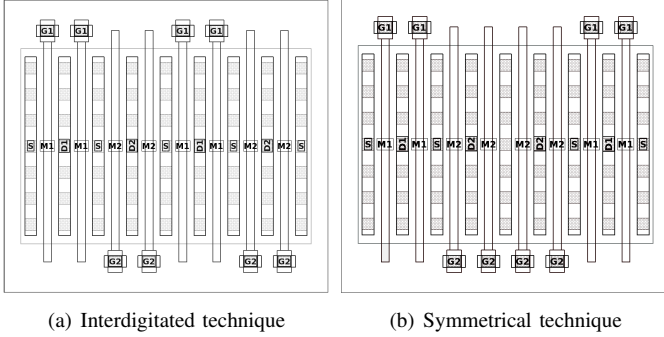 G1 G1 G1 G1
S M1 D1 M1 S M2 D2 M2 S M1 D1 M1 S M2 D2 M2 S
G2 G2 G2 G2
(a) Interdigitated technique
G1 G1 G1 G1
S M1 D1 M1 S M2 D2 M2 M2 D2 M2 S M1 D1 M1 S
G2 G2 G2 G2
(b) Symmetrical technique